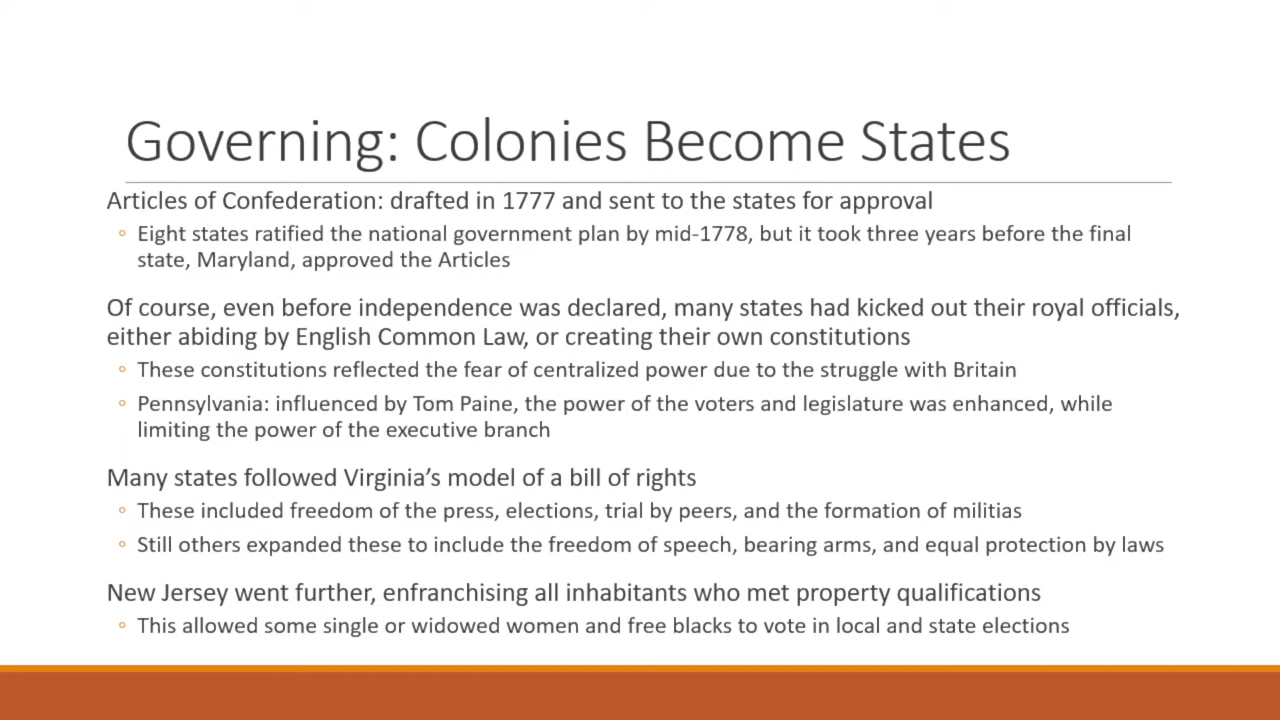 Governing: Colonies Become States
Articles of Confederation: drafted in 1777 and sent to the states for approval
◦ Eight states ratified the national government plan by mid-1778, but it took three years before the final
state, Maryland, approved the Articles
Of course, even before independence was declared, many states had kicked out their royal officials,
either abiding by English Common Law, or creating their own constitutions
◦ These constitutions reflected the fear of centralized power due to the struggle with Britain
◦ Pennsylvania: influenced by Tom Paine, the power of the voters and legislature was enhanced, while
limiting the power of the executive branch
Many states followed Virginia’s model of a bill of rights
◦ These included freedom of the press, elections, trial by peers, and the formation of militias
◦ Still others expanded these to include the freedom of speech, bearing arms, and equal protection by laws
New Jersey went further, enfranchising all inhabitants who met property qualifications
◦ This allowed some single or widowed women and free blacks to vote in local and state elections